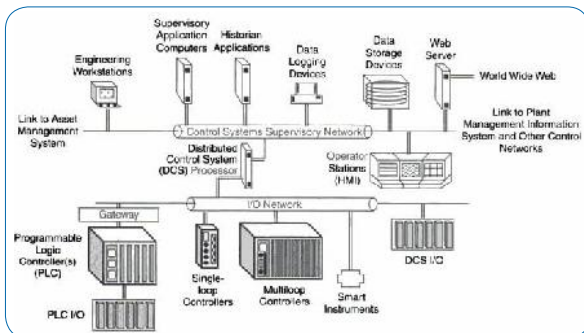 Supervisory
Application
Computers
Historian
Applications
Data
Logging
Devices
Data
Storage
Devices
Web
Server
Engineering
Workstations
World Wide Web
Link to Asset
Management
System
Control Systems Supervisory Network
Link to Plant
Management Information
System and Other Control
Networks
Distributed
Control System
(DCS) Processor
Operator
Stations
(HMI)
I/O Network
Gateway
Programmable
Logic
Controller(s)
(PLC)
Single-
loop
Controllers
Multiloop
Controllers
Smart
Instruments
DCS I/O
PLC I/O